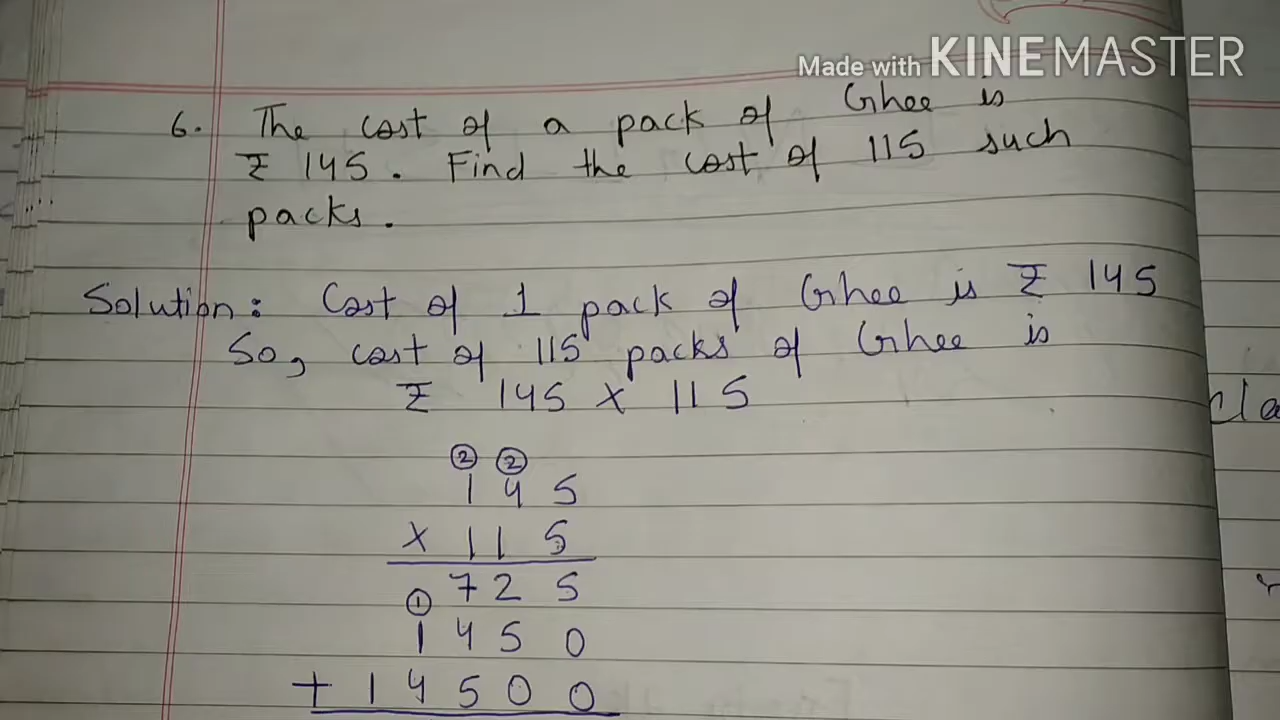 Made with KINEMASTER
6. The cost of a pack of Ghee is
₹ 145. Find the cost of 115 such
packs.
Solution: Cost of 1 pack of Ghee is ₹ 145
So, cost of 115 packs of Ghee is
₹ 145 × 115
② ②
1 4 5
× 1 1 5
7 2 5
①
1 4 5 0
+ 1 4 5 0 0